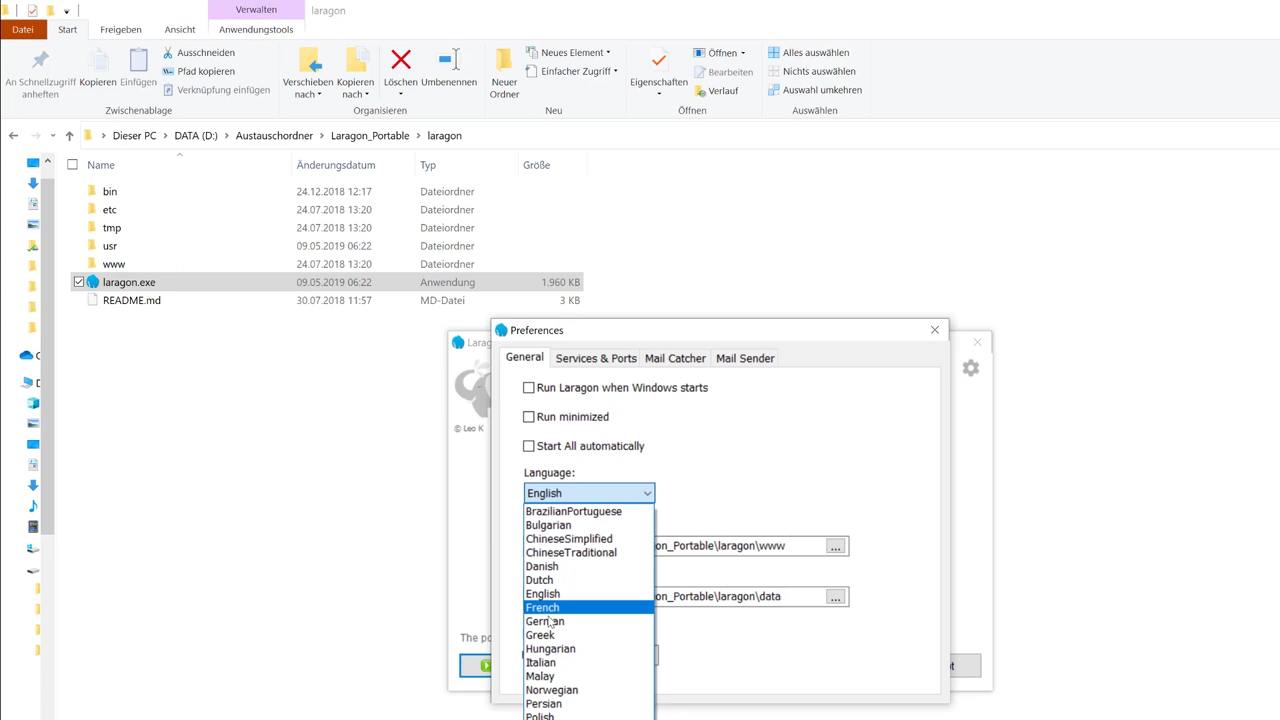 Verwalten
laragon
Datei
Start
Freigeben
Ansicht
Anwendungstools
An Schnellzugriff anheften
Kopieren
Einfügen
Ausschneiden
Pfad kopieren
Verknüpfung einfügen
Zwischenablage
Verschieben nach
Kopieren nach
Löschen
Umbenennen
Organisieren
Neuer Ordner
Neues Element
Einfacher Zugriff
Neu
Eigenschaften
Öffnen
Bearbeiten
Verlauf
Öffnen
Alles auswählen
Nichts auswählen
Auswahl umkehren
Auswählen
Dieser PC
DATA (D:)
Austauschordner
Laragon_Portable
laragon
Name Änderungsdatum Typ Größe
bin 24.12.2018 12:17 Dateiordner
etc 24.07.2018 13:20 Dateiordner
tmp 24.07.2018 13:20 Dateiordner
usr 09.05.2019 06:22 Dateiordner
www 24.07.2018 13:20 Dateiordner
laragon.exe 09.05.2019 06:22 Anwendung 1.960 KB
README.md 30.07.2018 11:57 MD-Datei 3 KB
Preferences
General
Services & Ports
Mail Catcher
Mail Sender
© Leo K
Run Laragon when Windows starts
Run minimized
Start All automatically
Language:
English
BrazilianPortuguese
Bulgarian
ChineseSimplified
ChineseTraditional
Danish
Dutch
English
French
German
Greek
Hungarian
Italian
Malay
Norwegian
Persian
Polish
on_Portable\laragon\www
...
on_Portable\laragon\data
...
The po